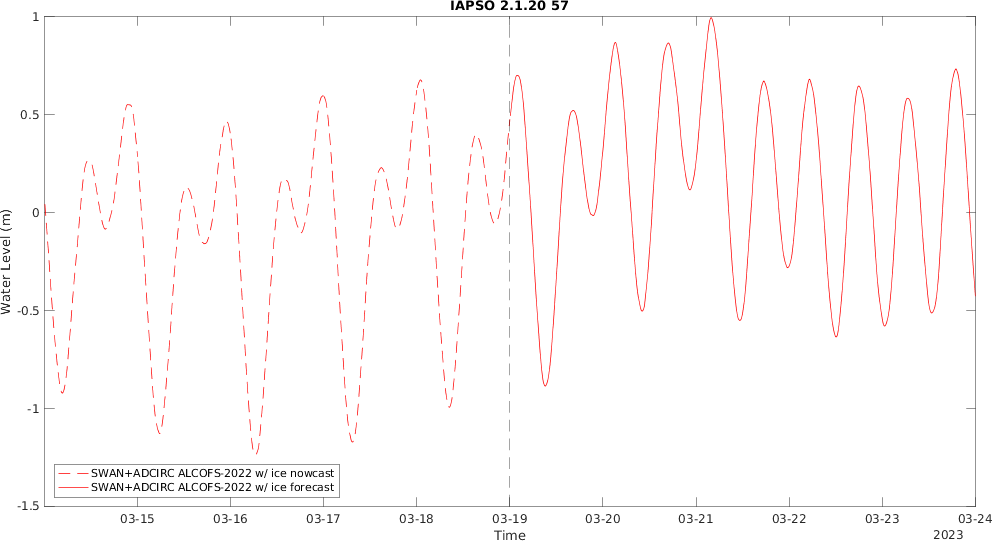 IAPSO 2.1.20 57
1
0.5
0
-0.5
-1
-1.5
Water Level (m)
SWAN+ADCIRC ALCOFS-2022 w/ ice nowcast
SWAN+ADCIRC ALCOFS-2022 w/ ice forecast
03-15 03-16 03-17 03-18 03-19 03-20 03-21 03-22 03-23 03-24
Time
2023